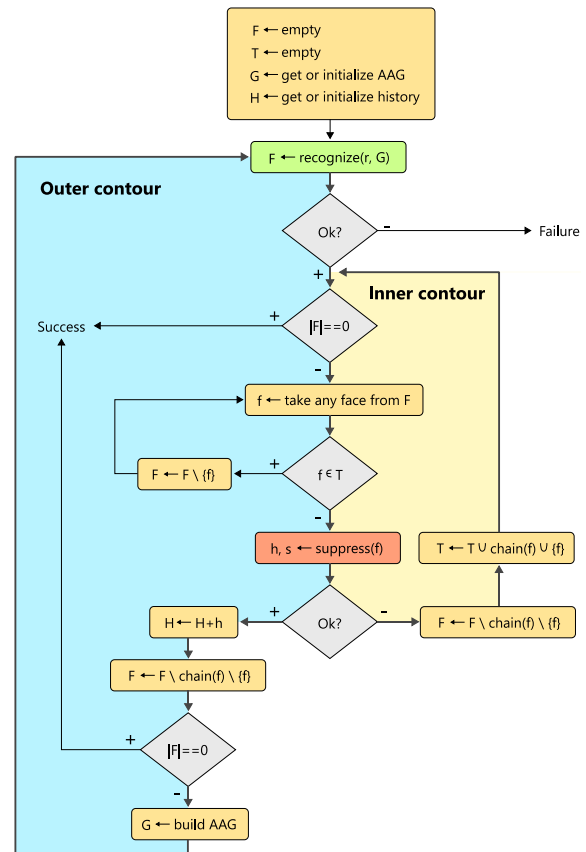 F ← empty
T ← empty
G ← get or initialize AAG
H ← get or initialize history
F ← recognize(r, G)
Outer contour
Ok?
-
Failure
+
Inner contour
+
Success
|F|==0
-
f ← take any face from F
+
F ← F \ {f}
f ∈ T
-
h, s ← suppress(f)
T ← T ∪ chain(f) ∪ {f}
+
Ok?
-
H ← H+h
F ← F \ chain(f) \ {f}
F ← F \ chain(f) \ {f}
+
|F|==0
-
G ← build AAG